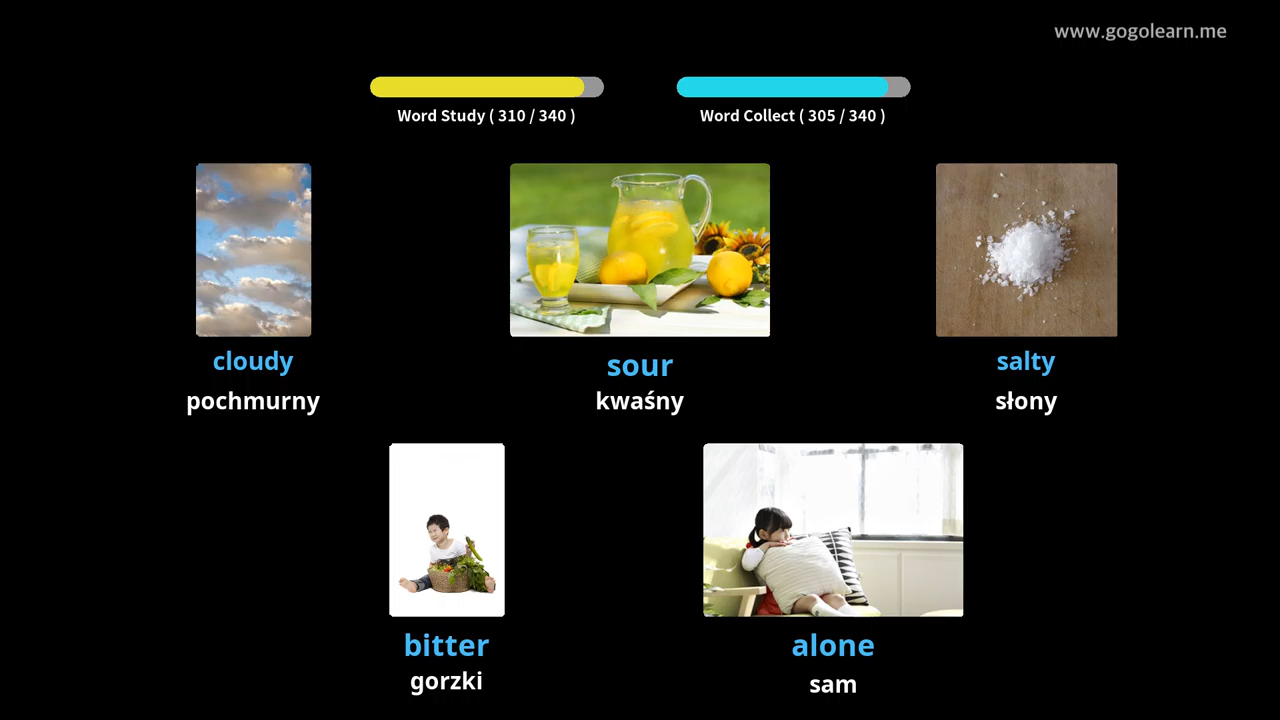 www.gogolearn.me
Word Study ( 310 / 340 )
Word Collect ( 305 / 340 )
cloudy
pochmurny
sour
kwaśny
salty
słony
bitter
gorzki
alone
sam